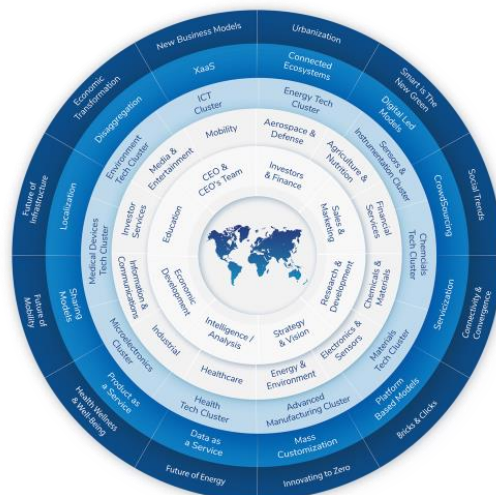 New Business Models
Urbanization
Smart is The
New Green
Social Trends
Connectivity &
Convergence
Bricks & Clicks
Innovating to Zero
Future of Energy
Health Wellness
& Well-Being
Future of
Mobility
Future of
Infrastructure
Economic
Transformation
XaaS
Connected
Ecosystems
Digital Led
Models
CrowdSourcing
Servicization
Platform
Based Models
Mass
Customization
Data as
a Service
Product as
a Service
Sharing
Models
Localization
Disaggregation
ICT
Cluster
Energy Tech
Cluster
Sensors &
Instrumentation Cluster
Chemcials
Tech Cluster
Materials
Tech Cluster
Advanced
Manufacturing Cluster
Health
Tech Cluster
Microelectronics
Cluster
Medical Devices
Tech Cluster
Environment
Tech Cluster
Mobility
Aerospace &
Defense
Agriculture &
Nutrition
Financial
Services
Chemicals &
Materials
Electronics &
Sensors
Energy &
Environment
Healthcare
Industrial
Information &
Communications
Investor
Services
Media &
Entertainment
CEO &
CEO's Team
Investors
& Finance
Sales &
Marketing
Research &
Development
Strategy
& Vision
Intelligence /
Analysis
Economic
Development
Education